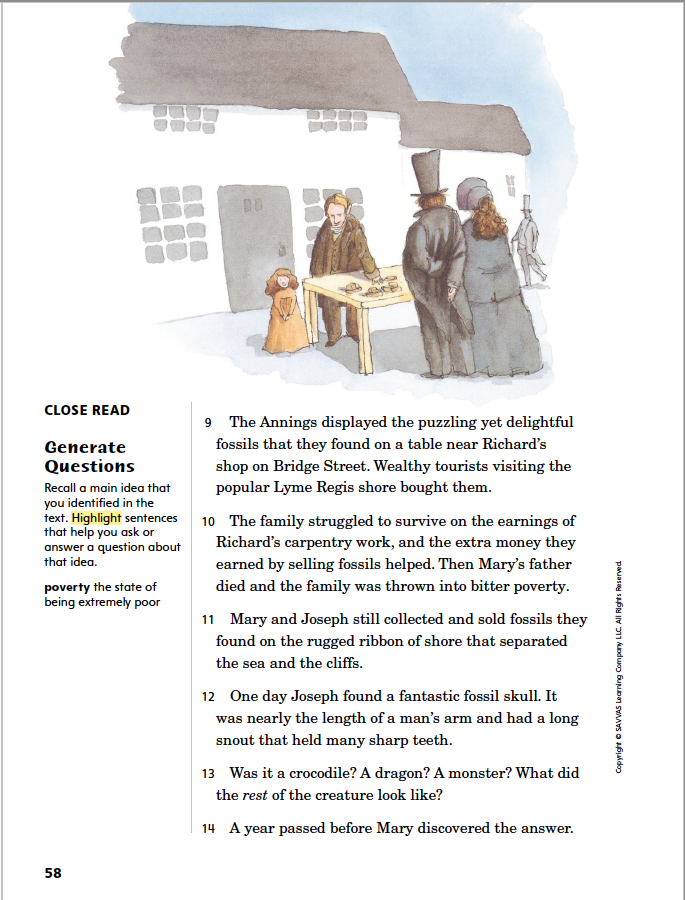 CLOSE READ
Generate
Questions
Recall a main idea that
you identified in the
text. Highlight sentences
that help you ask or
answer a question about
that idea.
poverty the state of
being extremely poor
9 The Annings displayed the puzzling yet delightful
fossils that they found on a table near Richard's
shop on Bridge Street. Wealthy tourists visiting the
popular Lyme Regis shore bought them.
10 The family struggled to survive on the earnings of
Richard's carpentry work, and the extra money they
earned by selling fossils helped. Then Mary's father
died and the family was thrown into bitter poverty.
11 Mary and Joseph still collected and sold fossils they
found on the rugged ribbon of shore that separated
the sea and the cliffs.
12 One day Joseph found a fantastic fossil skull. It
was nearly the length of a man's arm and had a long
snout that held many sharp teeth.
13 Was it a crocodile? A dragon? A monster? What did
the rest of the creature look like?
14 A year passed before Mary discovered the answer.
Copyright © SAVVAS Learning Company LLC. All Rights Reserved.
58